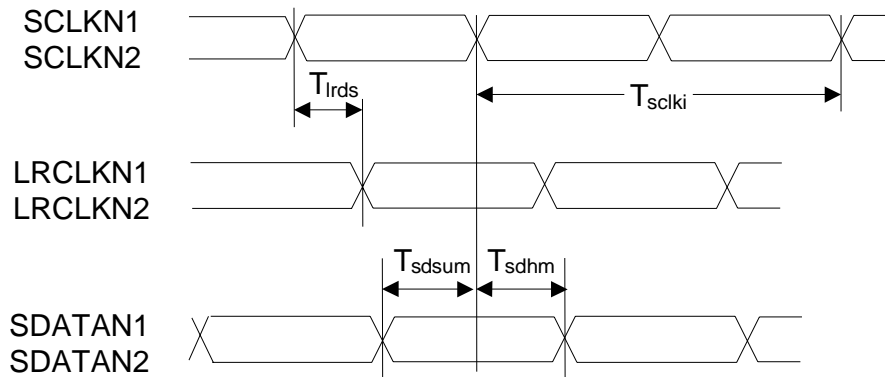 SCLKN1
SCLKN2
Tlrds
Tsclki
LRCLKN1
LRCLKN2
Tsdsum
Tsdhm
SDATAN1
SDATAN2